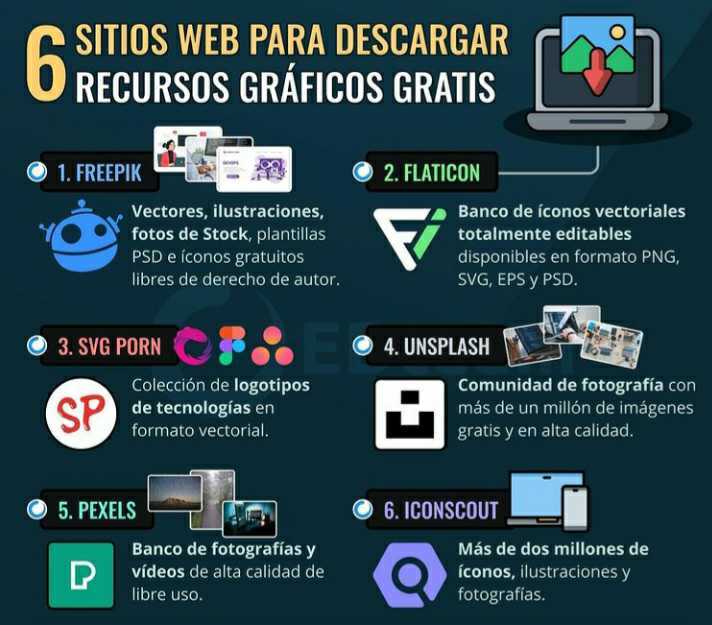 6 SITIOS WEB PARA DESCARGAR
RECURSOS GRÁFICOS GRATIS
1. FREEPIK
Vectores, ilustraciones,
fotos de Stock, plantillas
PSD e íconos gratuitos
libres de derecho de autor.
2. FLATICON
Banco de íconos vectoriales
totalmente editables
disponibles en formato PNG,
SVG, EPS y PSD.
3. SVG PORN
SP
Colección de logotipos
de tecnologías en
formato vectorial.
4. UNSPLASH
Comunidad de fotografía con
más de un millón de imágenes
gratis y en alta calidad.
5. PEXELS
Banco de fotografías y
vídeos de alta calidad de
libre uso.
6. ICONSCOUT
Más de dos millones de
íconos, ilustraciones y
fotografías.